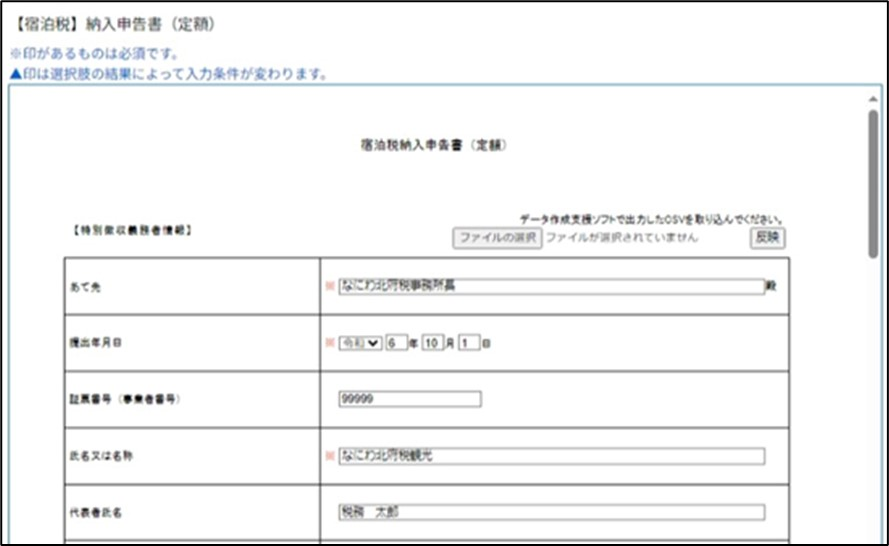 【宿泊税】納入申告書（定額）
※印があるものは必須です。
▲印は選択肢の結果によって入力条件が変わります。
宿泊税納入申告書（定額）
データ作成支援ソフトで出力したCSVを取り込んでください。
【特別徴収義務者情報】
ファイルの選択 ファイルが選択されていません 反映
あて先 ※ なにわ北府税事務所長 殿
提出年月日 ※ 令和 6 年 10 月 1 日
証票番号（事業者番号） 99999
氏名又は名称 ※ なにわ北府税観光
代表者氏名 税務 太郎